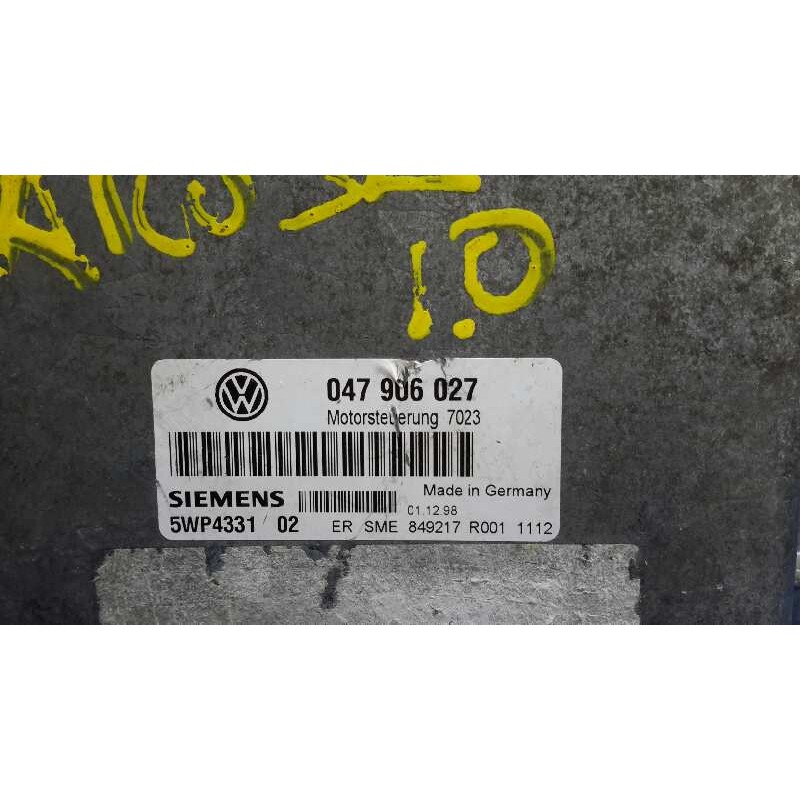 1.0
047 906 027
Motorsteuerung 7023
Made in Germany
SIEMENS
01.12.98
5WP4331 02 ER SME 849217 R001 1112